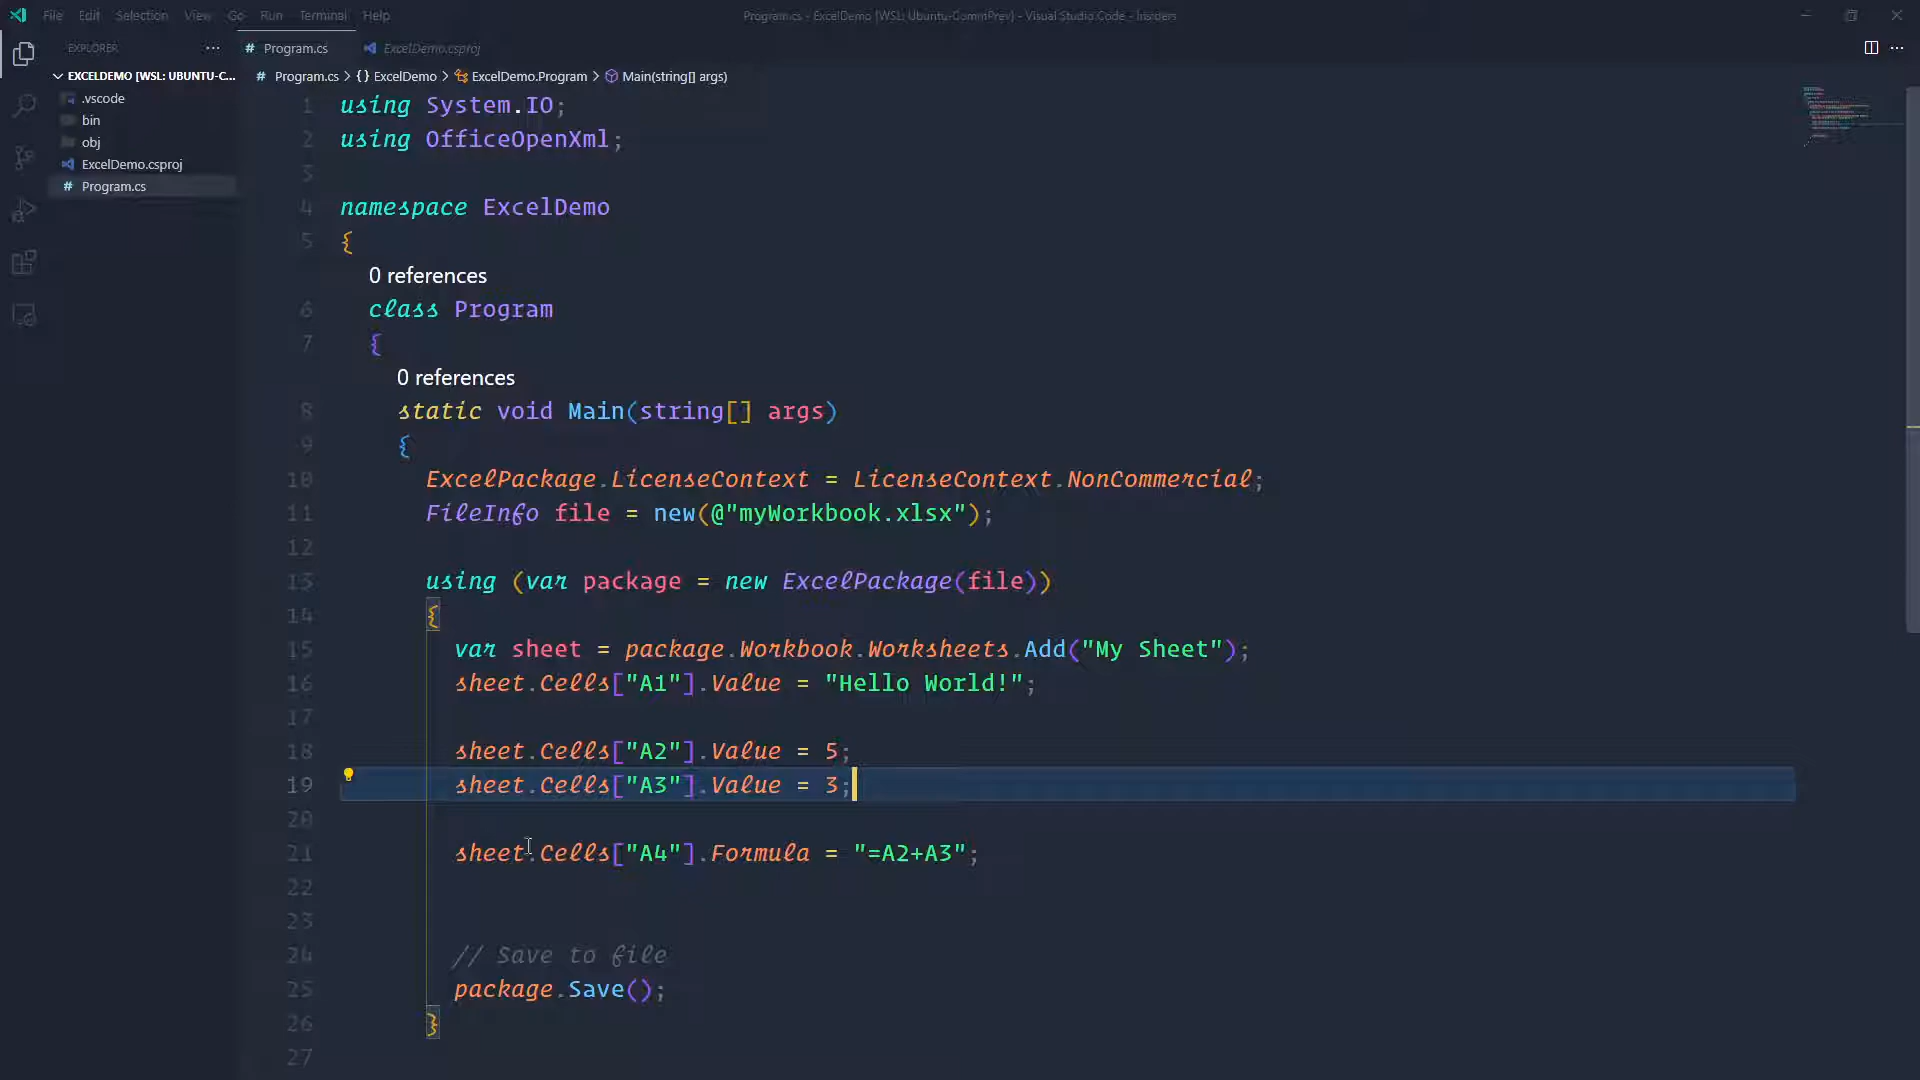 File Edit Selection View Go Run Terminal Help
Program.cs - ExcelDemo [WSL: Ubuntu-CommPrev] - Visual Studio Code - Insiders
EXPLORER
EXCELDEMO [WSL: UBUNTU-C...
.vscode
bin
obj
ExcelDemo.csproj
# Program.cs
# Program.cs
ExcelDemo.csproj
# Program.cs > {} ExcelDemo > ExcelDemo.Program > Main(string[] args)
1 using System.IO;
2 using OfficeOpenXml;
3
4 namespace ExcelDemo
5 {
0 references
6 class Program
7 {
0 references
8 static void Main(string[] args)
9 {
10 ExcelPackage.LicenseContext = LicenseContext.NonCommercial;
11 FileInfo file = new(@"myWorkbook.xlsx");
12
13 using (var package = new ExcelPackage(file))
14 {
15 var sheet = package.Workbook.Worksheets.Add("My Sheet");
16 sheet.Cells["A1"].Value = "Hello World!";
17
18 sheet.Cells["A2"].Value = 5;
19 sheet.Cells["A3"].Value = 3;
20
21 sheet.Cells["A4"].Formula = "=A2+A3";
22
23
24 // Save to file
25 package.Save();
26 }
27